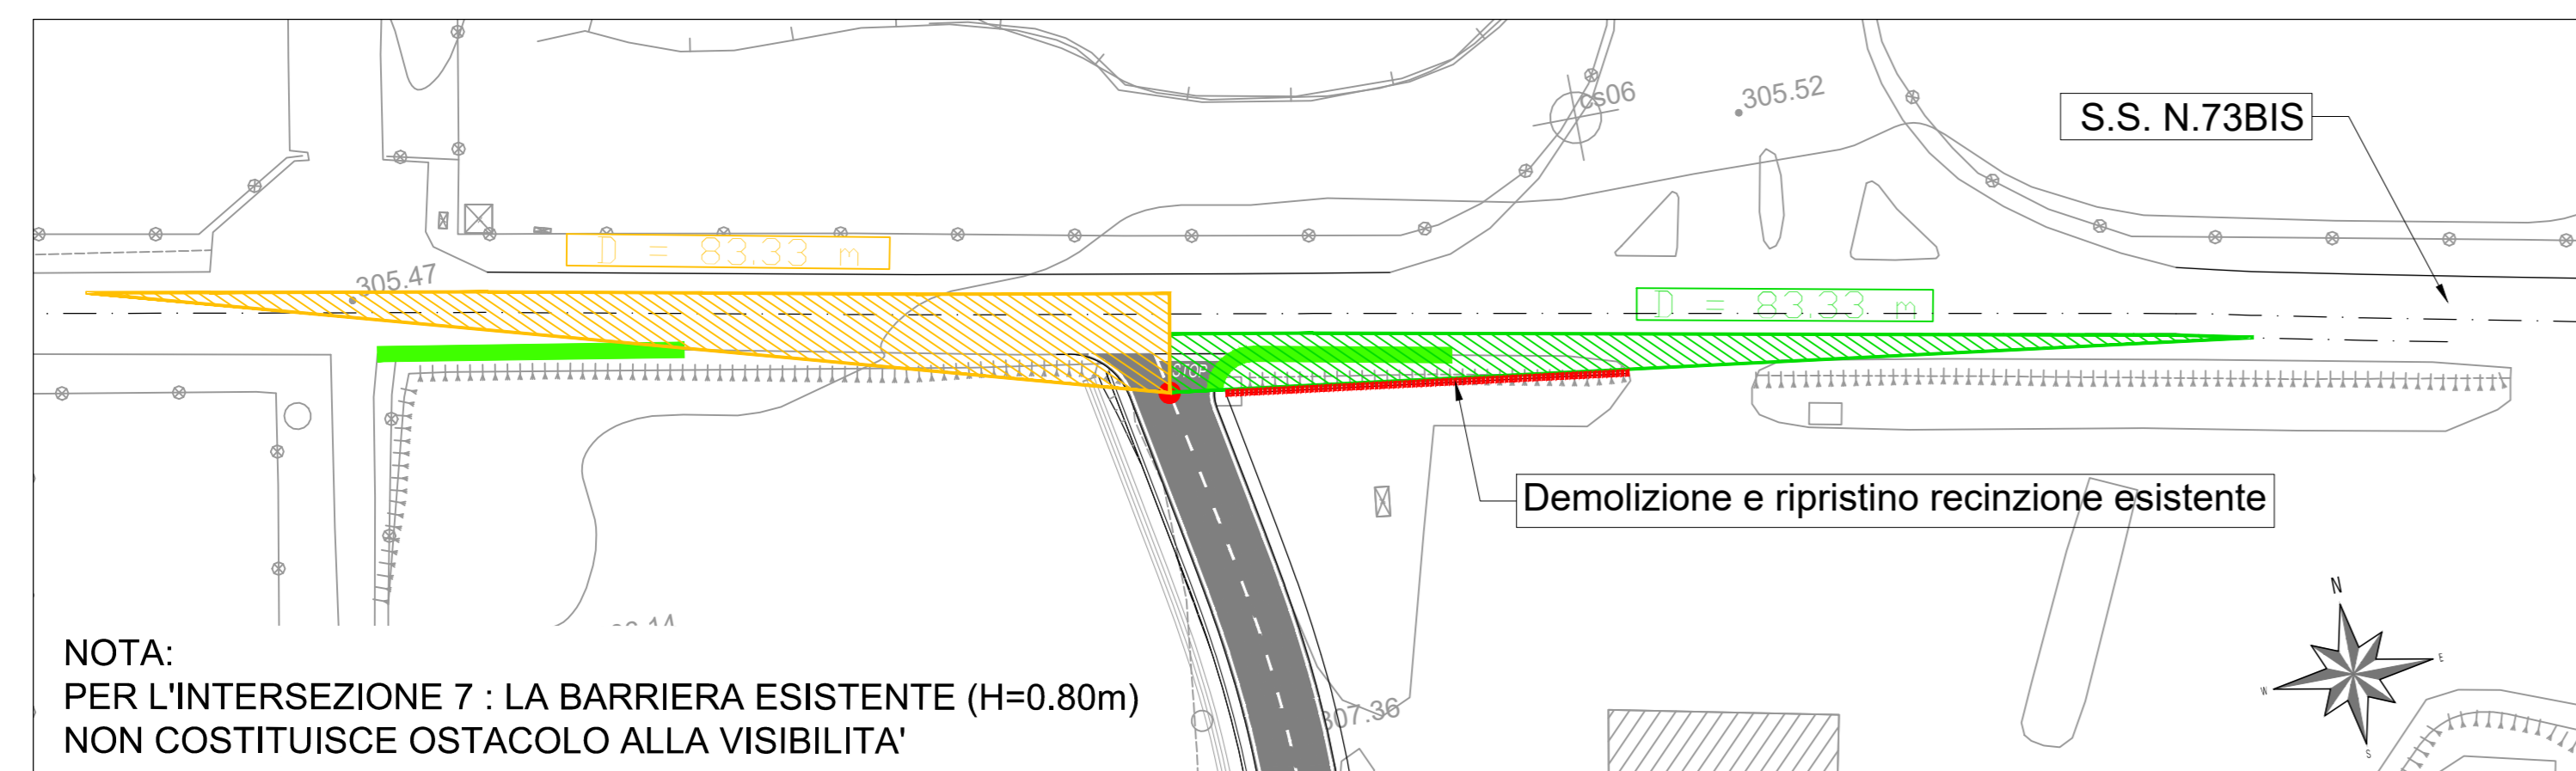 cs06
305.52
S.S. N.73BIS
D = 83.33 m
305.47
D = 83.33 m
STOP
Demolizione e ripristino recinzione esistente
N
E
W
S
307.36
NOTA:
PER L'INTERSEZIONE 7 : LA BARRIERA ESISTENTE (H=0.80m)
NON COSTITUISCE OSTACOLO ALLA VISIBILITA'